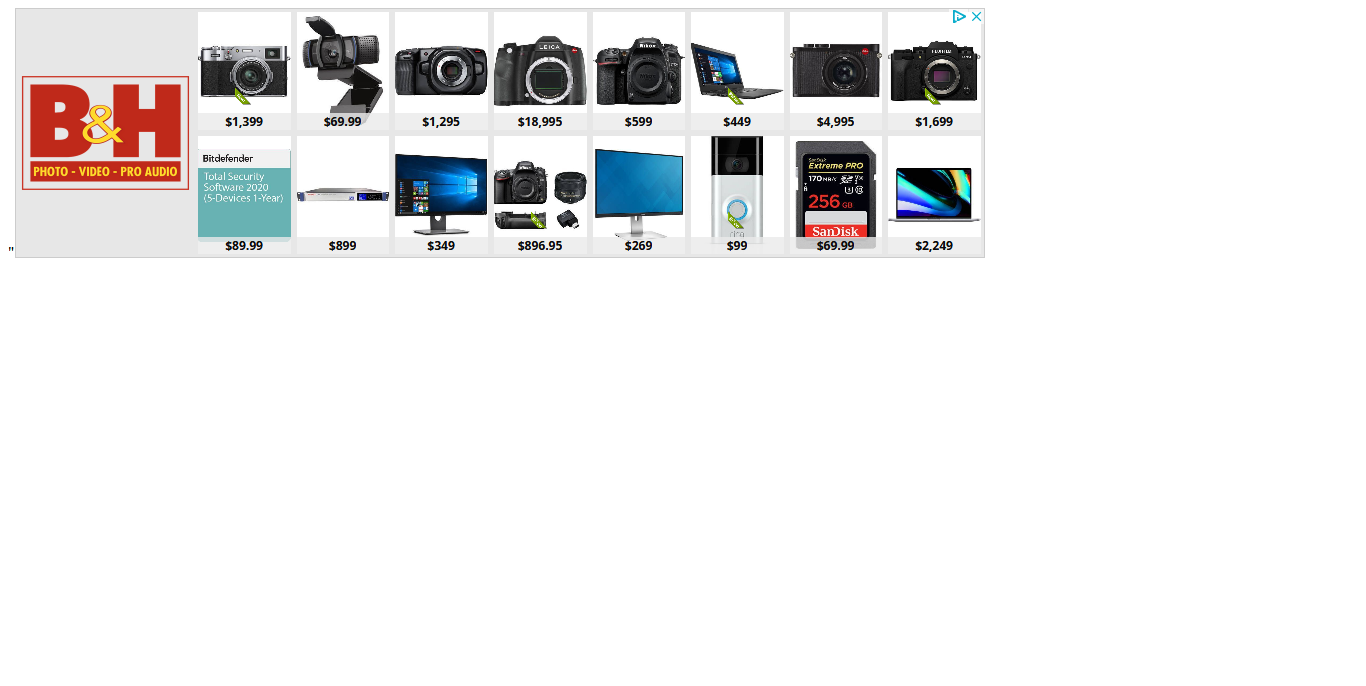 B&H
PHOTO - VIDEO - PRO AUDIO
$1,399
$69.99
$1,295
LEICA
$18,995
Nikon
$599
$449
$4,995
FUJIFILM
$1,699
Bitdefender
Total Security
Software 2020
(5-Devices 1-Year)
$89.99
$899
$349
$896.95
$269
ring
$99
SanDisk
Extreme PRO
170 MB/s
256 GB
SanDisk
$69.99
$2,249
"